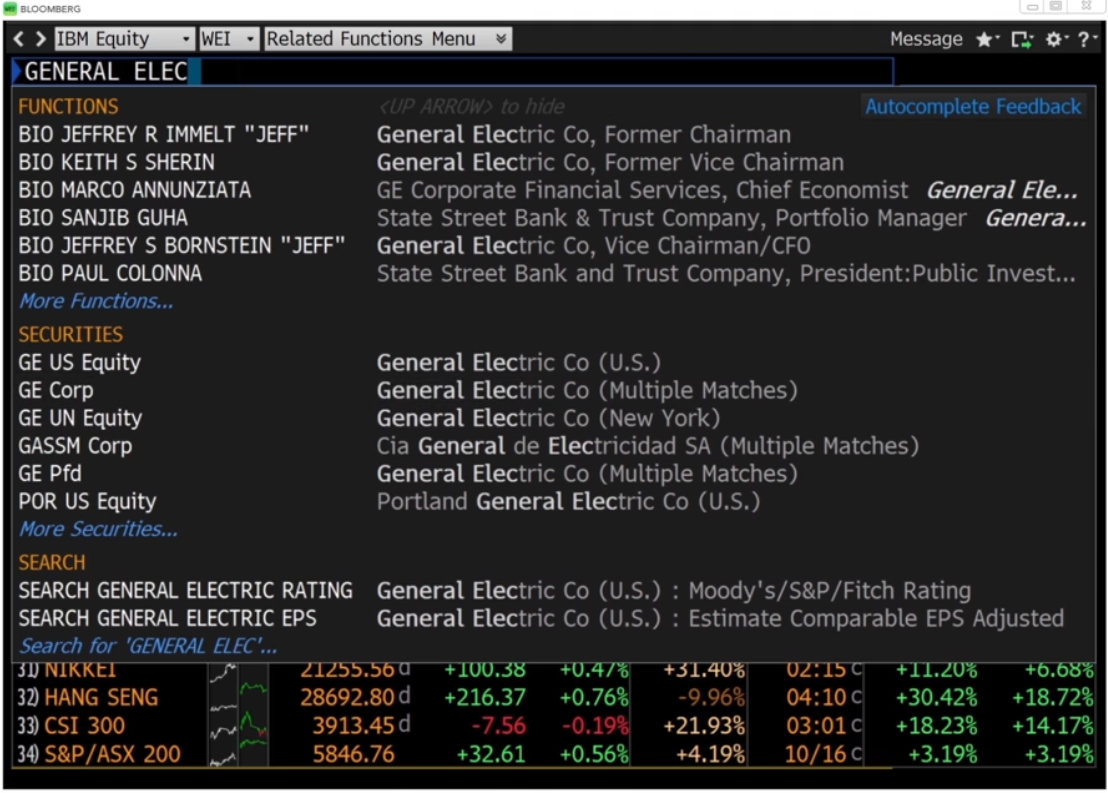 BLOOMBERG
IBM Equity WEI Related Functions Menu Message ?
GENERAL ELEC
FUNCTIONS <UP ARROW> to hide Autocomplete Feedback
BIO JEFFREY R IMMELT "JEFF" General Electric Co, Former Chairman
BIO KEITH S SHERIN General Electric Co, Former Vice Chairman
BIO MARCO ANNUNZIATA GE Corporate Financial Services, Chief Economist General Ele...
BIO SANJIB GUHA State Street Bank & Trust Company, Portfolio Manager Genera...
BIO JEFFREY S BORNSTEIN "JEFF" General Electric Co, Vice Chairman/CFO
BIO PAUL COLONNA State Street Bank and Trust Company, President:Public Invest...
More Functions...
SECURITIES
GE US Equity General Electric Co (U.S.)
GE Corp General Electric Co (Multiple Matches)
GE UN Equity General Electric Co (New York)
GASSM Corp Cia General de Electricidad SA (Multiple Matches)
GE Pfd General Electric Co (Multiple Matches)
POR US Equity Portland General Electric Co (U.S.)
More Securities...
SEARCH
SEARCH GENERAL ELECTRIC RATING General Electric Co (U.S.) : Moody's/S&P/Fitch Rating
SEARCH GENERAL ELECTRIC EPS General Electric Co (U.S.) : Estimate Comparable EPS Adjusted
Search for 'GENERAL ELEC'...
31) NIKKEI 21255.56 d +100.38 +0.47% +31.40% 02:15 c +11.20% +6.68%
32) HANG SENG 28692.80 d +216.37 +0.76% -9.96% 04:10 c +30.42% +18.72%
33) CSI 300 3913.45 d -7.56 -0.19% +21.93% 03:01 c +18.23% +14.17%
34) S&P/ASX 200 5846.76 +32.61 +0.56% +4.19% 10/16 c +3.19% +3.19%